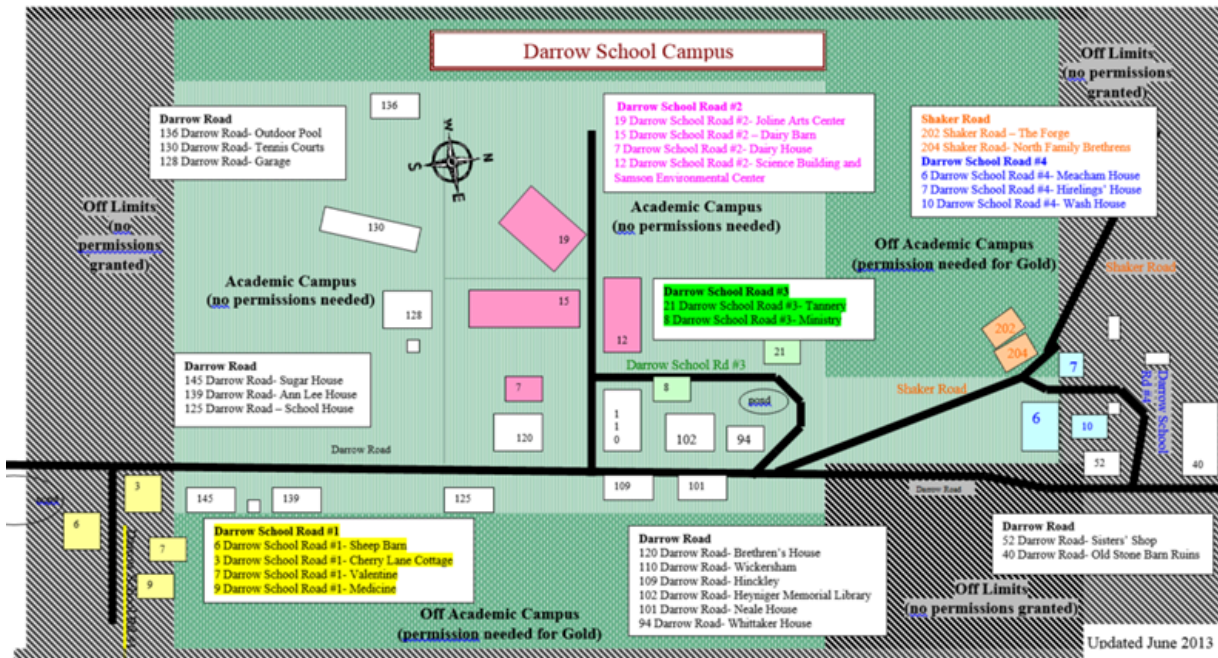 Darrow School Campus
Off Limits
(no permissions
granted)
Darrow Road
136 Darrow Road- Outdoor Pool
130 Darrow Road- Tennis Courts
128 Darrow Road- Garage
136
W
N
S
E
Darrow School Road #2
19 Darrow School Road #2- Joline Arts Center
15 Darrow School Road #2 – Dairy Barn
7 Darrow School Road #2- Dairy House
12 Darrow School Road #2- Science Building and
Samson Environmental Center
Shaker Road
202 Shaker Road – The Forge
204 Shaker Road- North Family Brethrens
Darrow School Road #4
6 Darrow School Road #4- Meacham House
7 Darrow School Road #4- Hirelings' House
10 Darrow School Road #4- Wash House
Off Limits
(no
permissions
granted)
130
19
Academic Campus
(no permissions needed)
Off Academic Campus
(permission needed for Gold)
Shaker Road
Academic Campus
(no permissions needed)
128
15
12
Darrow School Road #3
21 Darrow School Road #3- Tannery
8 Darrow School Road #3- Ministry
21
202
204
7
Darrow School Rd #3
Darrow Road
145 Darrow Road- Sugar House
139 Darrow Road- Ann Lee House
125 Darrow Road – School House
7
8
pond
Shaker Road
Darrow School
Rd #4
120
110
102
94
6
10
52
40
Darrow Road
Darrow Road
3
145
139
125
109
101
6
7
9
Darrow School Road #1
6 Darrow School Road #1- Sheep Barn
3 Darrow School Road #1- Cherry Lane Cottage
7 Darrow School Road #1- Valentine
9 Darrow School Road #1- Medicine
Darrow Road
120 Darrow Road- Brethren's House
110 Darrow Road- Wickersham
109 Darrow Road- Hinckley
102 Darrow Road- Heyniger Memorial Library
101 Darrow Road- Neale House
94 Darrow Road- Whittaker House
Darrow Road
52 Darrow Road- Sisters' Shop
40 Darrow Road- Old Stone Barn Ruins
Off Academic Campus
(permission needed for Gold)
Off Limits
(no permissions granted)
Updated June 2013